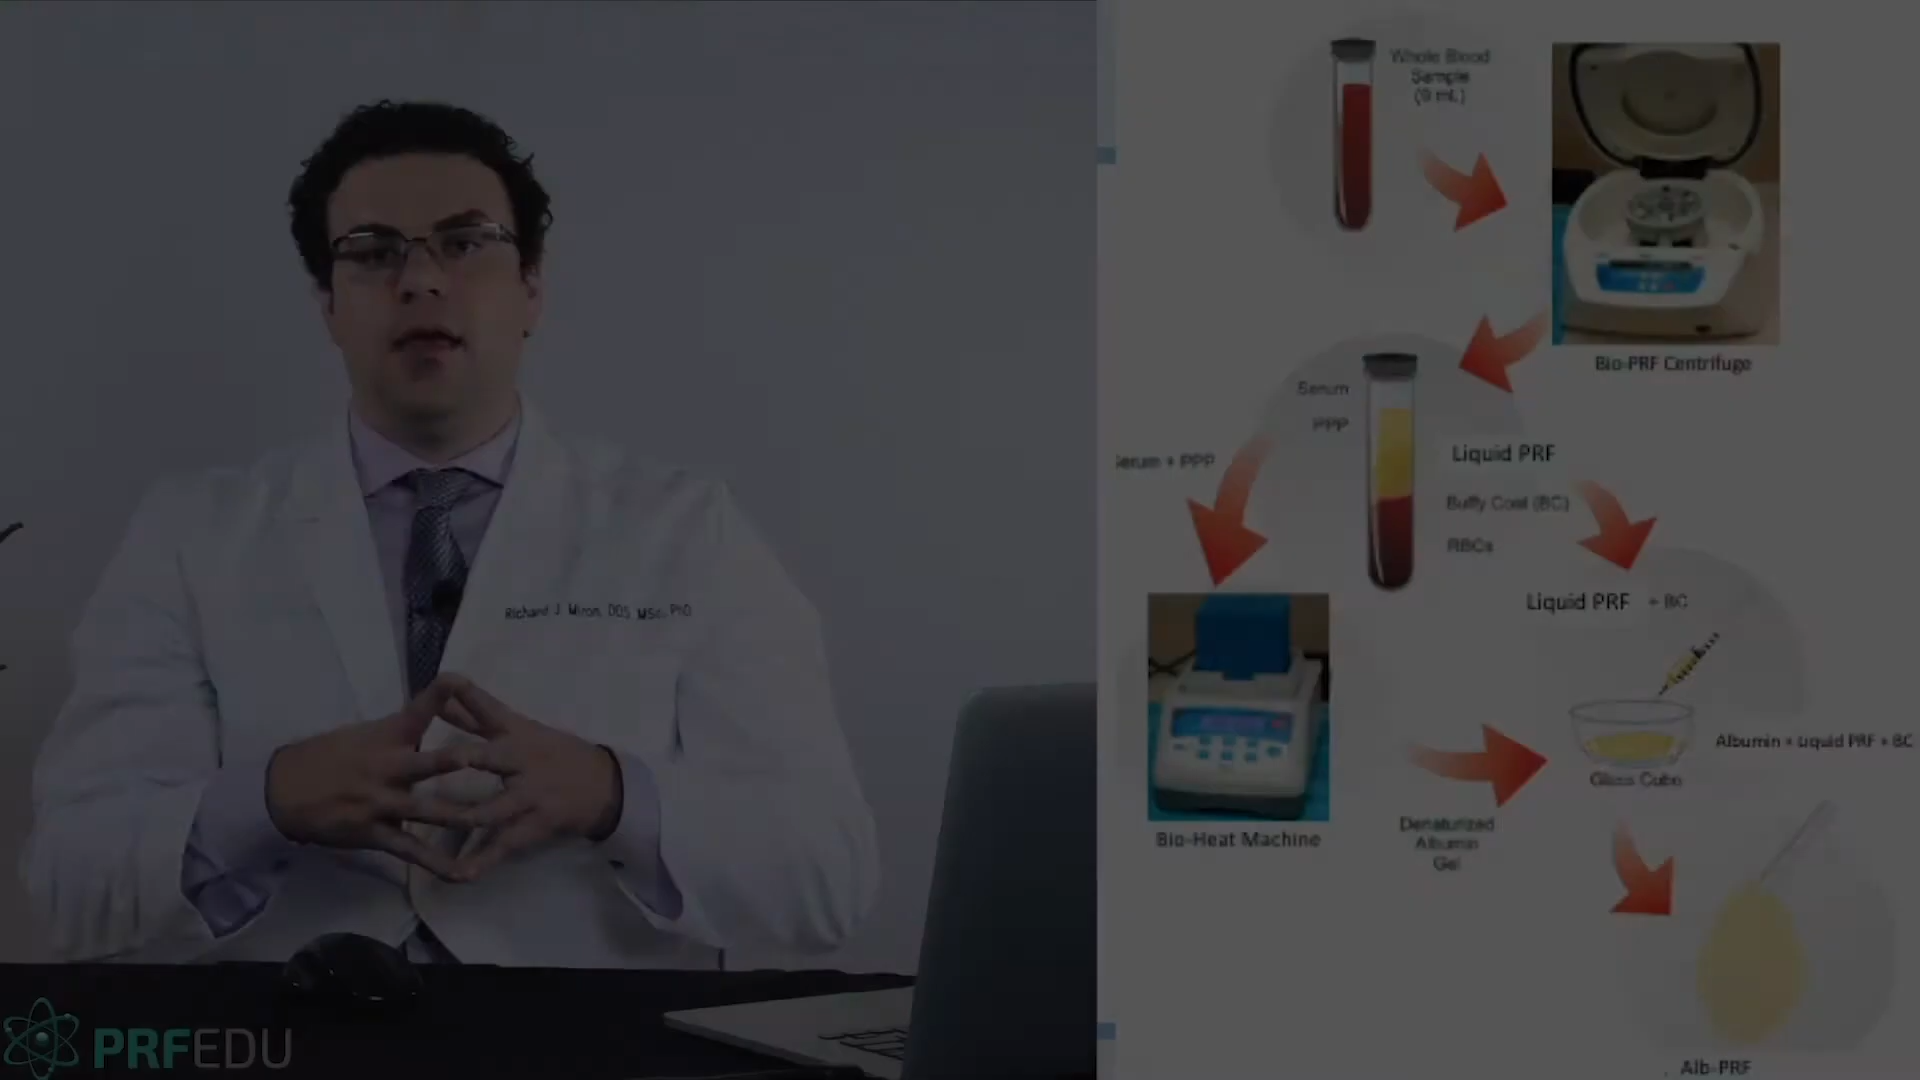 Richard J. Miron, DDS, MSc, PhD
PRFEDU
Whole Blood
Sample
(9 mL)
Bio-PRF Centrifuge
Serum
PPP
Serum + PPP
Liquid PRF
Buffy Coat (BC)
RBCs
Liquid PRF + BC
Albumin + Liquid PRF + BC
Bio-Heat Machine
Denaturized
Albumin
Gel
Alb-PRF